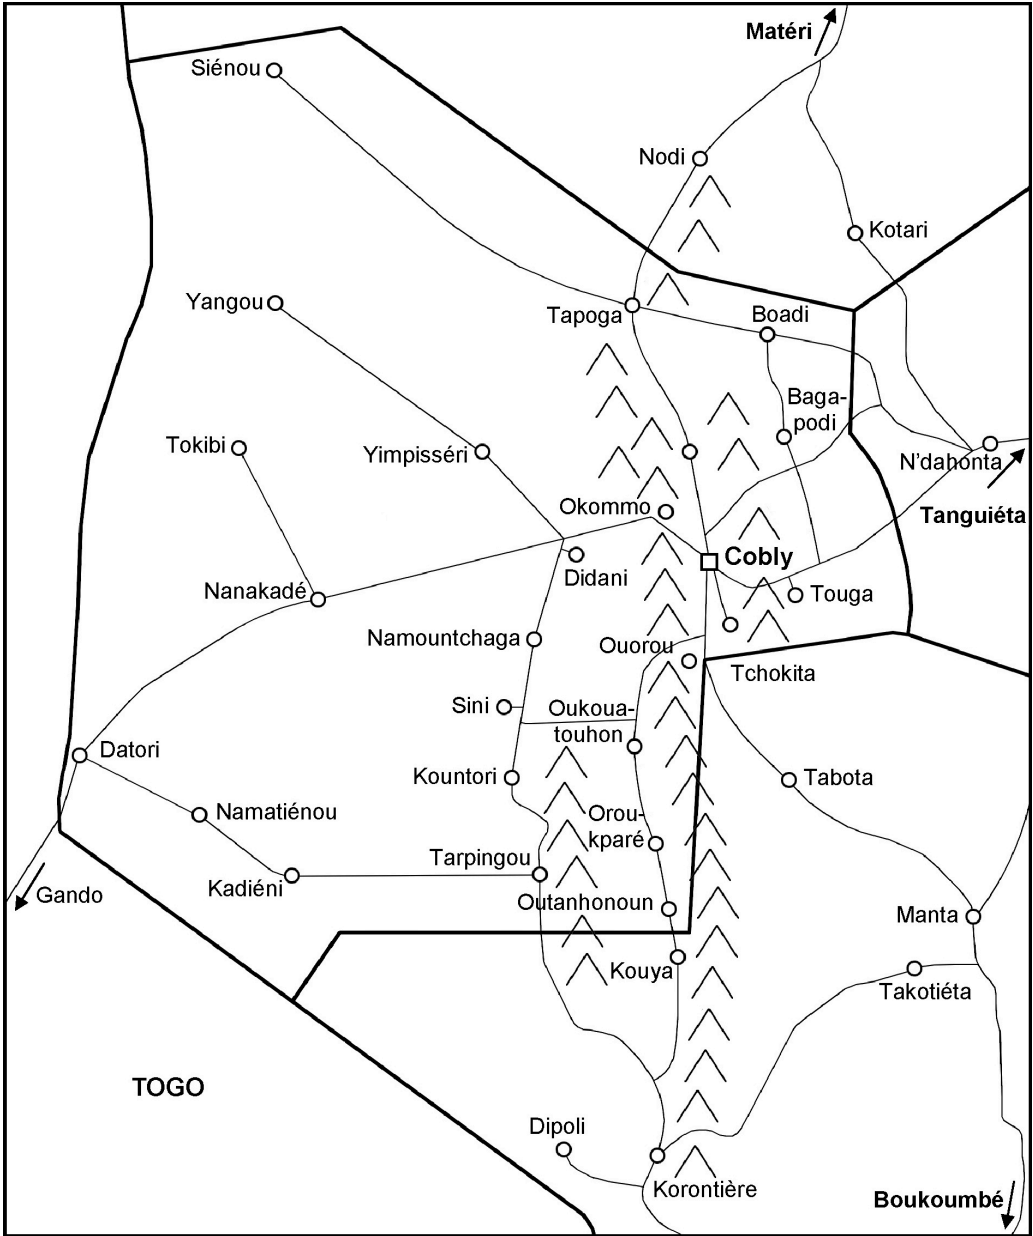 Matéri
Siénou
Nodi
Kotari
Yangou
Tapoga
Boadi
Baga-
podi
Tokibi
Yimpisséri
N'dahonta
Okommo
Tanguiéta
Cobly
Didani
Nanakadé
Touga
Namountchaga
Ouorou
Tchokita
Sini
Oukoua-
touhon
Datori
Kountori
Tabota
Namatiénou
Orou-
kparé
Tarpingou
Kadiéni
Gando
Outanhonoun
Manta
Kouya
Takotiéta
TOGO
Dipoli
Korontière
Boukoumbé